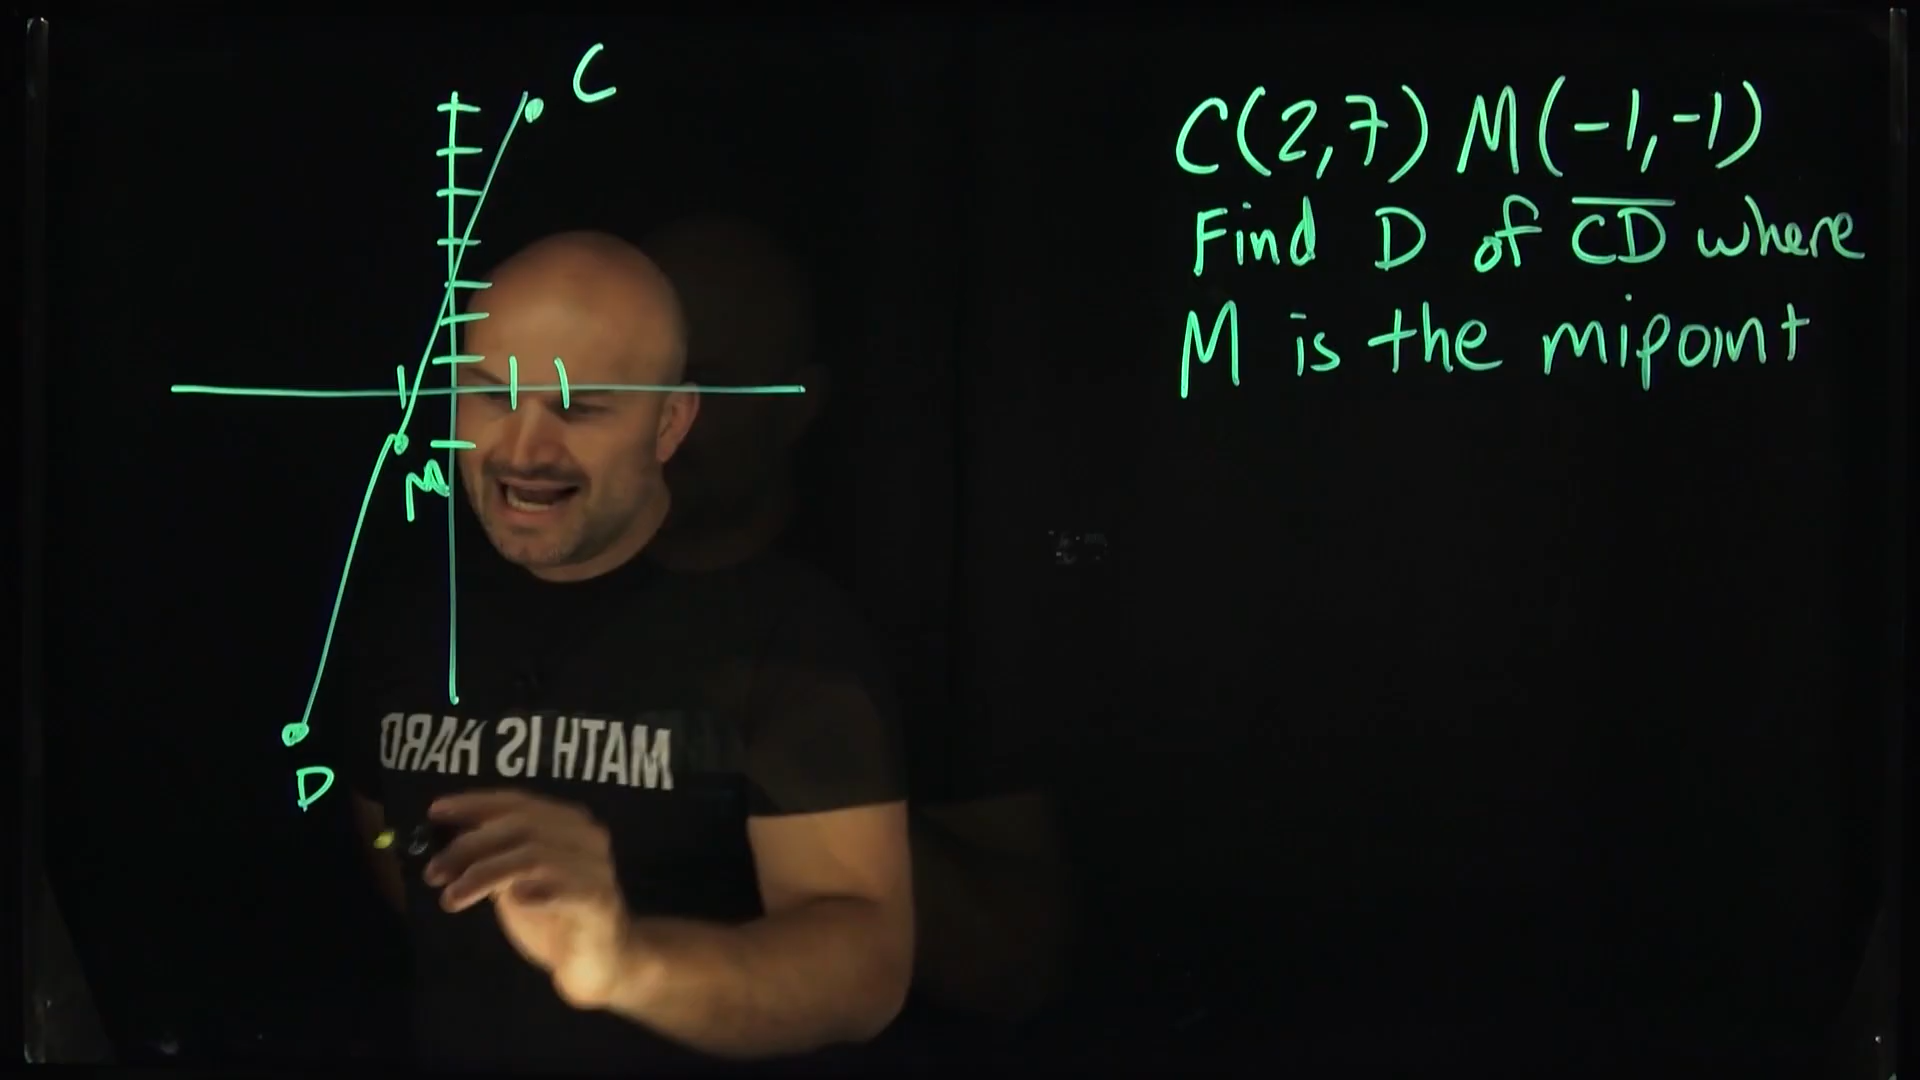 C
C(2,7) M(-1,-1)
Find D of CD where
M is the mipoint
M
MATH IS HARD
D